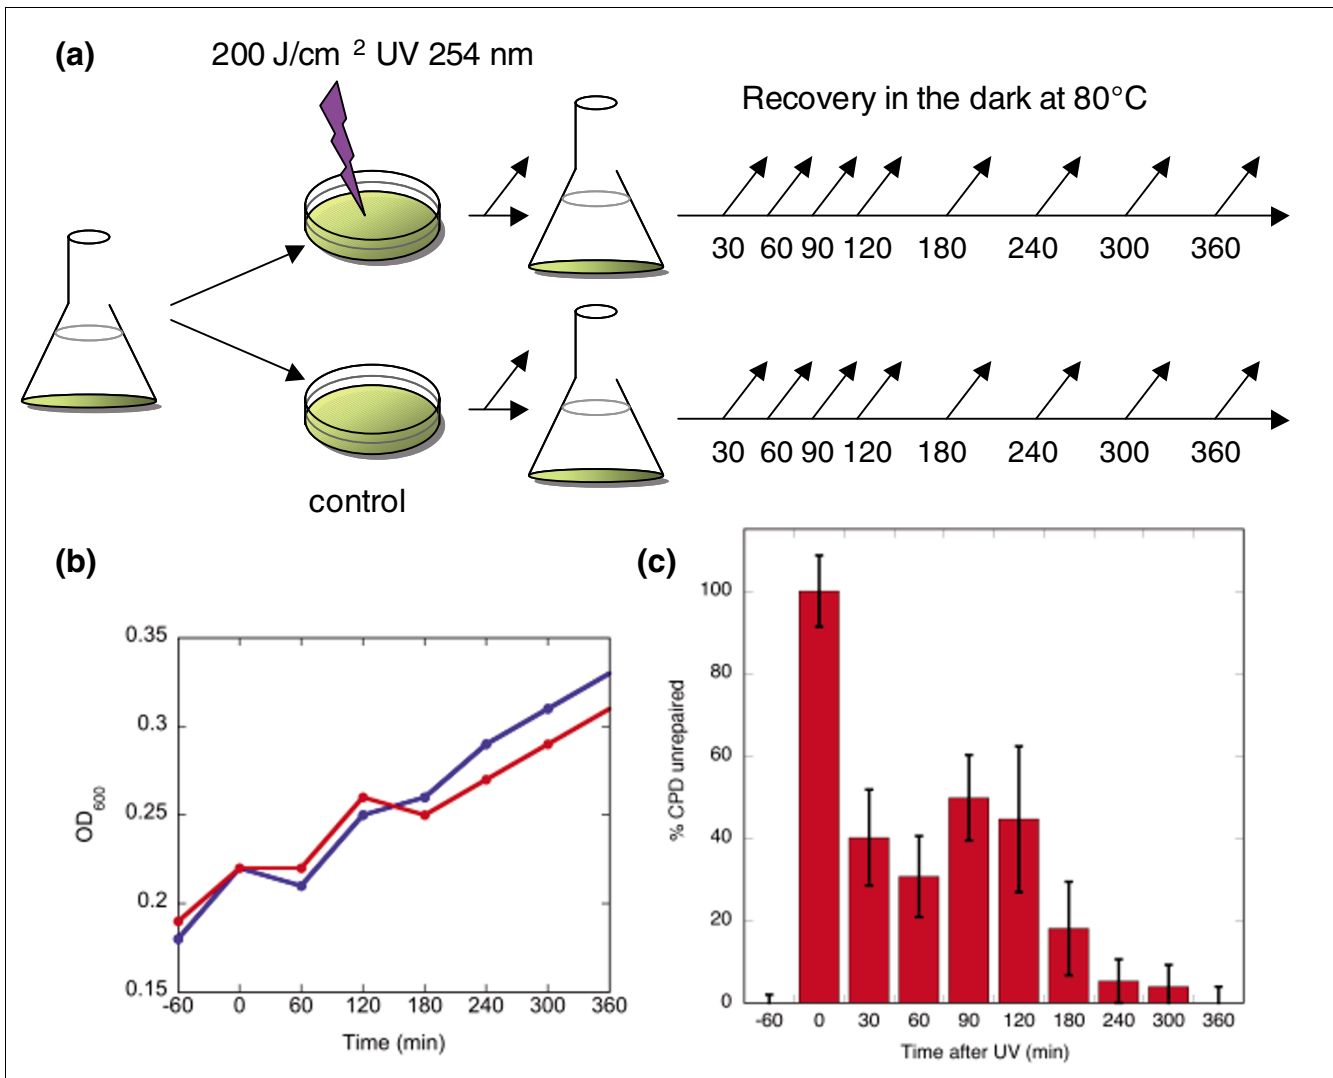 (a)
200 J/cm 2 UV 254 nm
Recovery in the dark at 80°C
30 60 90 120 180 240 300 360
30 60 90 120 180 240 300 360
control
(b)
0.35
0.3
0.25
0.2
0.15
OD600
-60 0 60 120 180 240 300 360
Time (min)
(c)
100
80
60
40
20
0
% CPD unrepaired
-60 0 30 60 90 120 180 240 300 360
Time after UV (min)